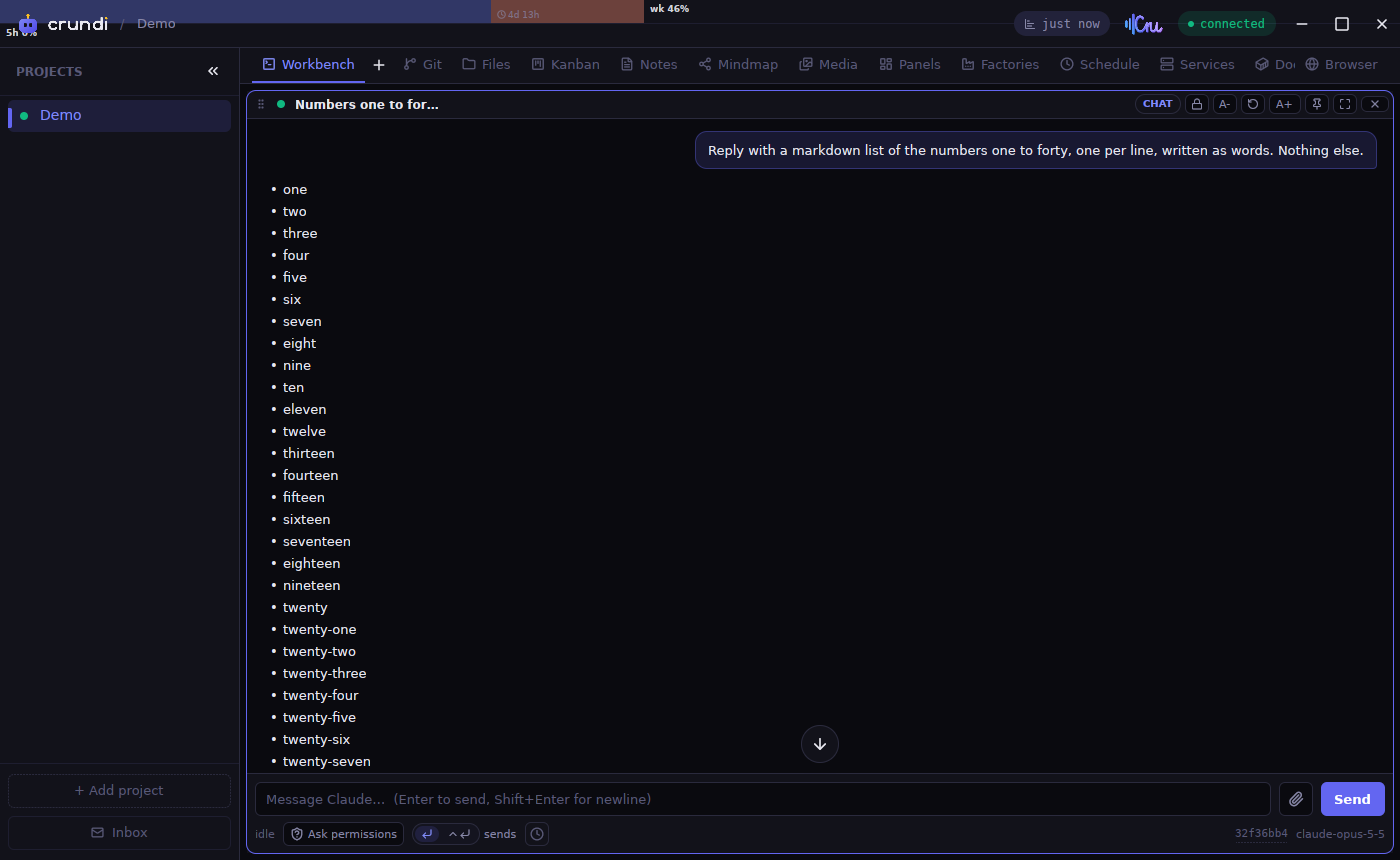 4d 13h
wk 46%
5h 6%
crundi / Demo
just now
Cru
connected
PROJECTS
Workbench
Git
Files
Kanban
Notes
Mindmap
Media
Panels
Factories
Schedule
Services
Browser
Demo
Numbers one to for…
CHAT
A-
A+
Reply with a markdown list of the numbers one to forty, one per line, written as words. Nothing else.
• one
• two
• three
• four
• five
• six
• seven
• eight
• nine
• ten
• eleven
• twelve
• thirteen
• fourteen
• fifteen
• sixteen
• seventeen
• eighteen
• nineteen
• twenty
• twenty-one
• twenty-two
• twenty-three
• twenty-four
• twenty-five
• twenty-six
• twenty-seven
+ Add project
Inbox
Message Claude… (Enter to send, Shift+Enter for newline)
Send
idle
Ask permissions
sends
32f36bb4
claude-opus-5-5